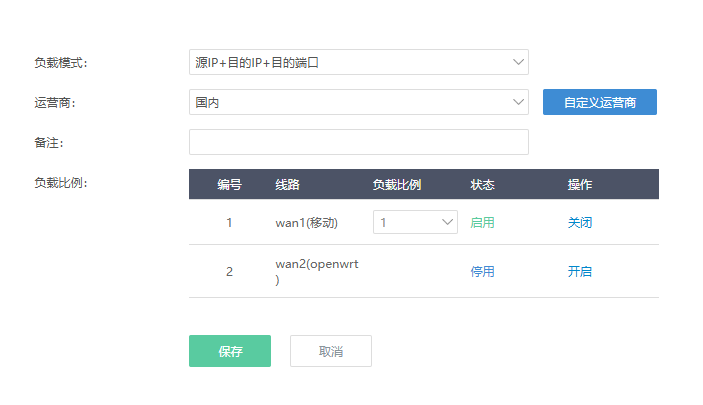 负载模式: 源IP+目的IP+目的端口
运营商: 国内 自定义运营商
备注:
负载比例: 编号 线路 负载比例 状态 操作
1 wan1(移动) 1 启用 关闭
2 wan2(openwrt
) 停用 开启
保存 取消